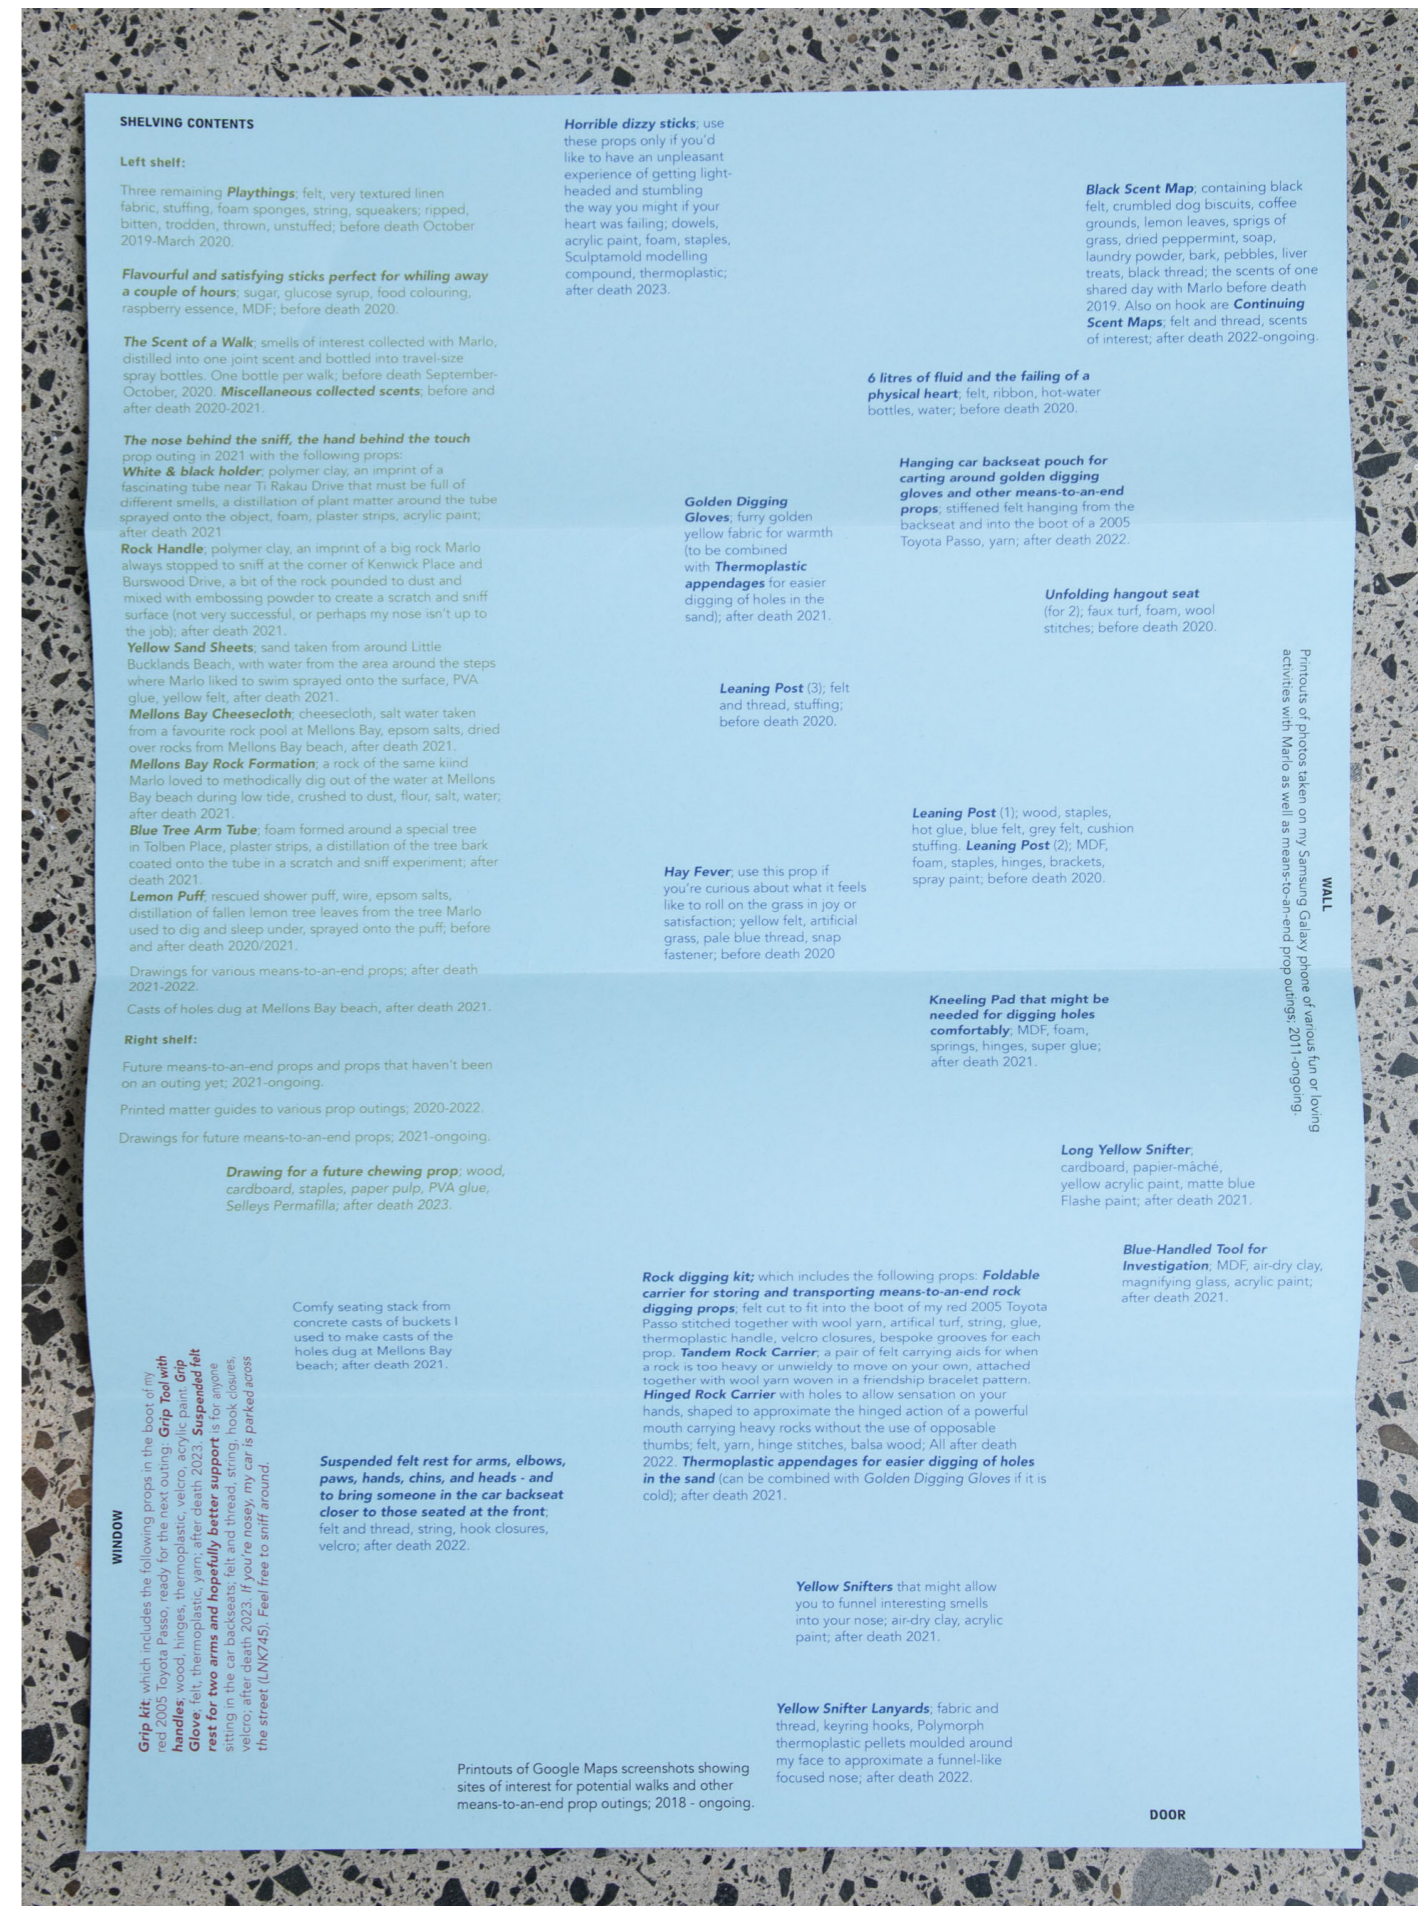 SHELVING CONTENTS
Left shelf:
Three remaining Playthings; felt, very textured linen
fabric, stuffing, foam sponges, string, squeakers; ripped,
bitten, trodden, thrown, unstuffed; before death October
2019-March 2020.
Flavourful and satisfying sticks perfect for whiling away
a couple of hours; sugar, glucose syrup, food colouring,
raspberry essence, MDF; before death 2020.
The Scent of a Walk; smells of interest collected with Marlo,
distilled into one joint scent and bottled into travel-size
spray bottles. One bottle per walk; before death September-
October, 2020. Miscellaneous collected scents; before and
after death 2020-2021.
The nose behind the sniff, the hand behind the touch
prop outing in 2021 with the following props:
White & black holder; polymer clay, an imprint of a
fascinating tube near Ti Rakau Drive that must be full of
different smells, a distillation of plant matter around the tube
sprayed onto the object, foam, plaster strips, acrylic paint;
after death 2021
Rock Handle; polymer clay, an imprint of a big rock Marlo
always stopped to sniff at the corner of Kenwick Place and
Burswood Drive, a bit of the rock pounded to dust and
mixed with embossing powder to create a scratch and sniff
surface (not very successful, or perhaps my nose isn't up to
the job); after death 2021.
Yellow Sand Sheets; sand taken from around Little
Bucklands Beach, with water from the area around the steps
where Marlo liked to swim sprayed onto the surface, PVA
glue, yellow felt, after death 2021.
Mellons Bay Cheesecloth; cheesecloth, salt water taken
from a favourite rock pool at Mellons Bay, epsom salts, dried
over rocks from Mellons Bay beach, after death 2021.
Mellons Bay Rock Formation; a rock of the same kiind
Marlo loved to methodically dig out of the water at Mellons
Bay beach during low tide, crushed to dust, flour, salt, water;
after death 2021.
Blue Tree Arm Tube; foam formed around a special tree
in Tolben Place, plaster strips, a distillation of the tree bark
coated onto the tube in a scratch and sniff experiment; after
death 2021.
Lemon Puff; rescued shower puff, wire, epsom salts,
distillation of fallen lemon tree leaves from the tree Marlo
used to dig and sleep under, sprayed onto the puff; before
and after death 2020/2021.
Drawings for various means-to-an-end props; after death
2021-2022.
Casts of holes dug at Mellons Bay beach, after death 2021.
Right shelf:
Future means-to-an-end props and props that haven't been
on an outing yet; 2021-ongoing.
Printed matter guides to various prop outings; 2020-2022.
Drawings for future means-to-an-end props; 2021-ongoing.
Drawing for a future chewing prop; wood,
cardboard, staples, paper pulp, PVA glue,
Selleys Permafilla; after death 2023.
Horrible dizzy sticks; use
these props only if you'd
like to have an unpleasant
experience of getting light-
headed and stumbling
the way you might if your
heart was failing; dowels,
acrylic paint, foam, staples,
Sculptamold modelling
compound, thermoplastic;
after death 2023.
Black Scent Map; containing black
felt, crumbled dog biscuits, coffee
grounds, lemon leaves, sprigs of
grass, dried peppermint, soap,
laundry powder, bark, pebbles, liver
treats, black thread; the scents of one
shared day with Marlo before death
2019. Also on hook are Continuing
Scent Maps; felt and thread, scents
of interest; after death 2022-ongoing.
6 litres of fluid and the failing of a
physical heart; felt, ribbon, hot-water
bottles, water; before death 2020.
Hanging car backseat pouch for
carting around golden digging
gloves and other means-to-an-end
props; stiffened felt hanging from the
backseat and into the boot of a 2005
Toyota Passo, yarn; after death 2022.
Golden Digging
Gloves; furry golden
yellow fabric for warmth
(to be combined
with Thermoplastic
appendages for easier
digging of holes in the
sand); after death 2021.
Unfolding hangout seat
(for 2); faux turf, foam, wool
stitches; before death 2020.
Leaning Post (3); felt
and thread, stuffing;
before death 2020.
Leaning Post (1); wood, staples,
hot glue, blue felt, grey felt, cushion
stuffing. Leaning Post (2); MDF,
foam, staples, hinges, brackets,
spray paint; before death 2020.
Hay Fever; use this prop if
you're curious about what it feels
like to roll on the grass in joy or
satisfaction; yellow felt, artificial
grass, pale blue thread, snap
fastener; before death 2020
WALL
Printouts of photos taken on my Samsung Galaxy phone of various fun or loving
activities with Marlo as well as means-to-an-end prop outings; 2011-ongoing.
Kneeling Pad that might be
needed for digging holes
comfortably; MDF, foam,
springs, hinges, super glue;
after death 2021.
Long Yellow Snifter;
cardboard, papier-mâché,
yellow acrylic paint, matte blue
Flashe paint; after death 2021.
Blue-Handled Tool for
Investigation; MDF, air-dry clay,
magnifying glass, acrylic paint;
after death 2021.
Rock digging kit; which includes the following props: Foldable
carrier for storing and transporting means-to-an-end rock
digging props; felt cut to fit into the boot of my red 2005 Toyota
Passo stitched together with wool yarn, artifical turf, string, glue,
thermoplastic handle, velcro closures, bespoke grooves for each
prop. Tandem Rock Carrier; a pair of felt carrying aids for when
a rock is too heavy or unwieldy to move on your own, attached
together with wool yarn woven in a friendship bracelet pattern.
Hinged Rock Carrier with holes to allow sensation on your
hands, shaped to approximate the hinged action of a powerful
mouth carrying heavy rocks without the use of opposable
thumbs; felt, yarn, hinge stitches, balsa wood; All after death
2022. Thermoplastic appendages for easier digging of holes
in the sand (can be combined with Golden Digging Gloves if it is
cold); after death 2021.
Comfy seating stack from
concrete casts of buckets I
used to make casts of the
holes dug at Mellons Bay
beach; after death 2021.
Suspended felt rest for arms, elbows,
paws, hands, chins, and heads - and
to bring someone in the car backseat
closer to those seated at the front;
felt and thread, string, hook closures,
velcro; after death 2022.
WINDOW
Grip kit; which includes the following props in the boot of my
red 2005 Toyota Passo, ready for the next outing: Grip Tool with
handles; wood, hinges, thermoplastic, velcro, acrylic paint. Grip
Glove; felt, thermoplastic, yarn; after death 2023. Suspended felt
rest for two arms and hopefully better support is for anyone
sitting in the car backseats; felt and thread, string, hook closures,
velcro; after death 2023. If you're nosey, my car is parked across
the street (LNK745). Feel free to sniff around.
Yellow Snifters that might allow
you to funnel interesting smells
into your nose; air-dry clay, acrylic
paint; after death 2021.
Yellow Snifter Lanyards; fabric and
thread, keyring hooks, Polymorph
thermoplastic pellets moulded around
my face to approximate a funnel-like
focused nose; after death 2022.
Printouts of Google Maps screenshots showing
sites of interest for potential walks and other
means-to-an-end prop outings; 2018 - ongoing.
DOOR